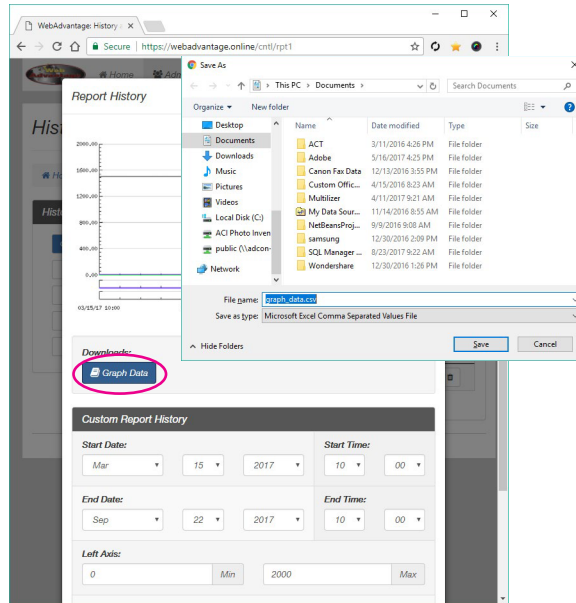 WebAdvantage: History
Secure | https://webadvantage.online/cntl/rpt1
Home
Adm
Report History
Hist
2000.00
1600.00
1200.00
800.00
400.00
0.00
03/15/17 10:00
Save As
This PC > Documents >
Search Documents
Organize
New folder
Name
Date modified
Type
Size
Desktop
Documents
Downloads
Music
Pictures
Videos
Local Disk (C:)
ACI Photo Inven
public (\\adcon-
Network
ACT 3/11/2016 4:26 PM File folder
Adobe 5/16/2017 4:25 PM File folder
Canon Fax Data 12/13/2016 3:55 PM File folder
Custom Offic... 4/15/2016 8:23 AM File folder
Multilizer 4/11/2017 9:21 AM File folder
My Data Sour... 11/14/2016 8:55 AM File folder
NetBeansProj... 9/9/2016 9:08 AM File folder
samsung 12/30/2016 2:09 PM File folder
SQL Manager ... 8/23/2017 9:22 AM File folder
Wondershare 12/30/2016 1:26 PM File folder
File name: graph_data.csv
Save as type: Microsoft Excel Comma Separated Values File
Hide Folders
Save
Cancel
Downloads:
Graph Data
Custom Report History
Start Date:
Start Time:
Mar 15 2017 10 00
End Date:
End Time:
Sep 22 2017 10 00
Left Axis:
0 Min 2000 Max